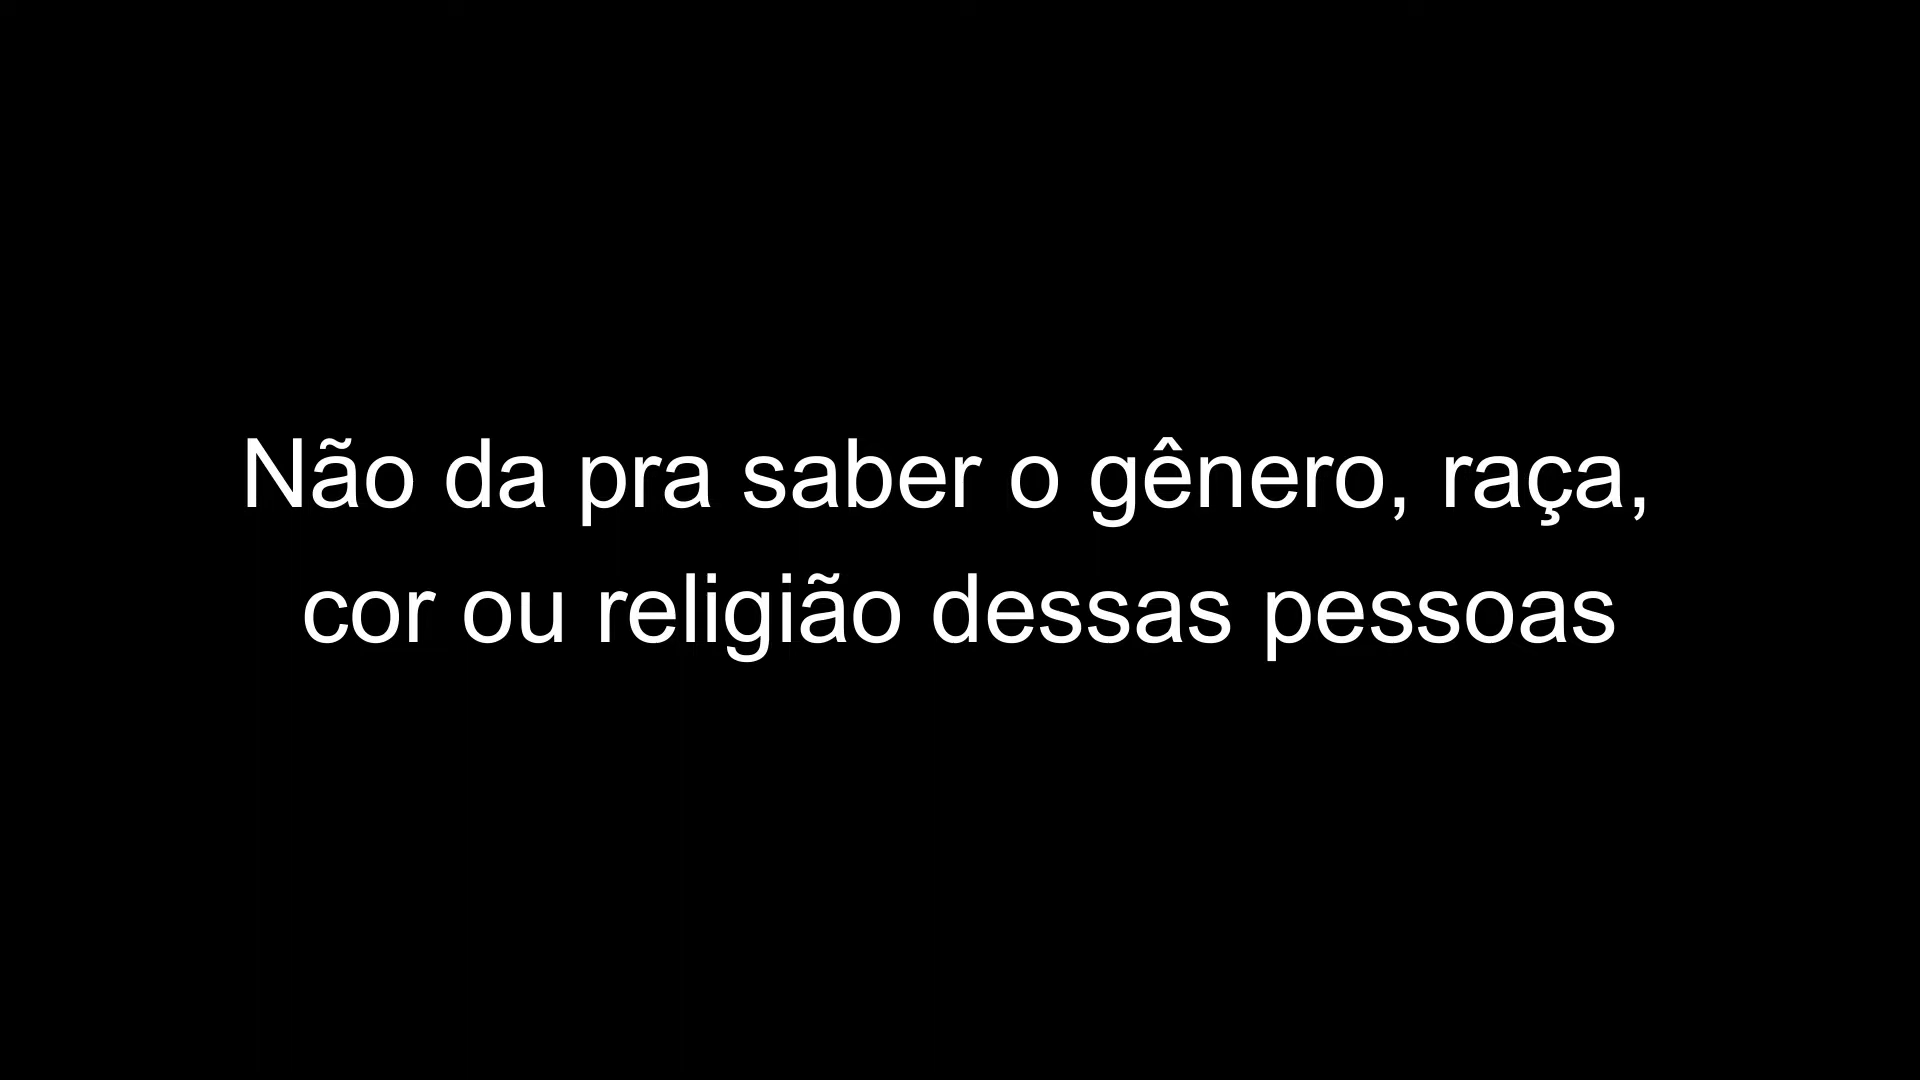 Não da pra saber o gênero, raça,
cor ou religião dessas pessoas